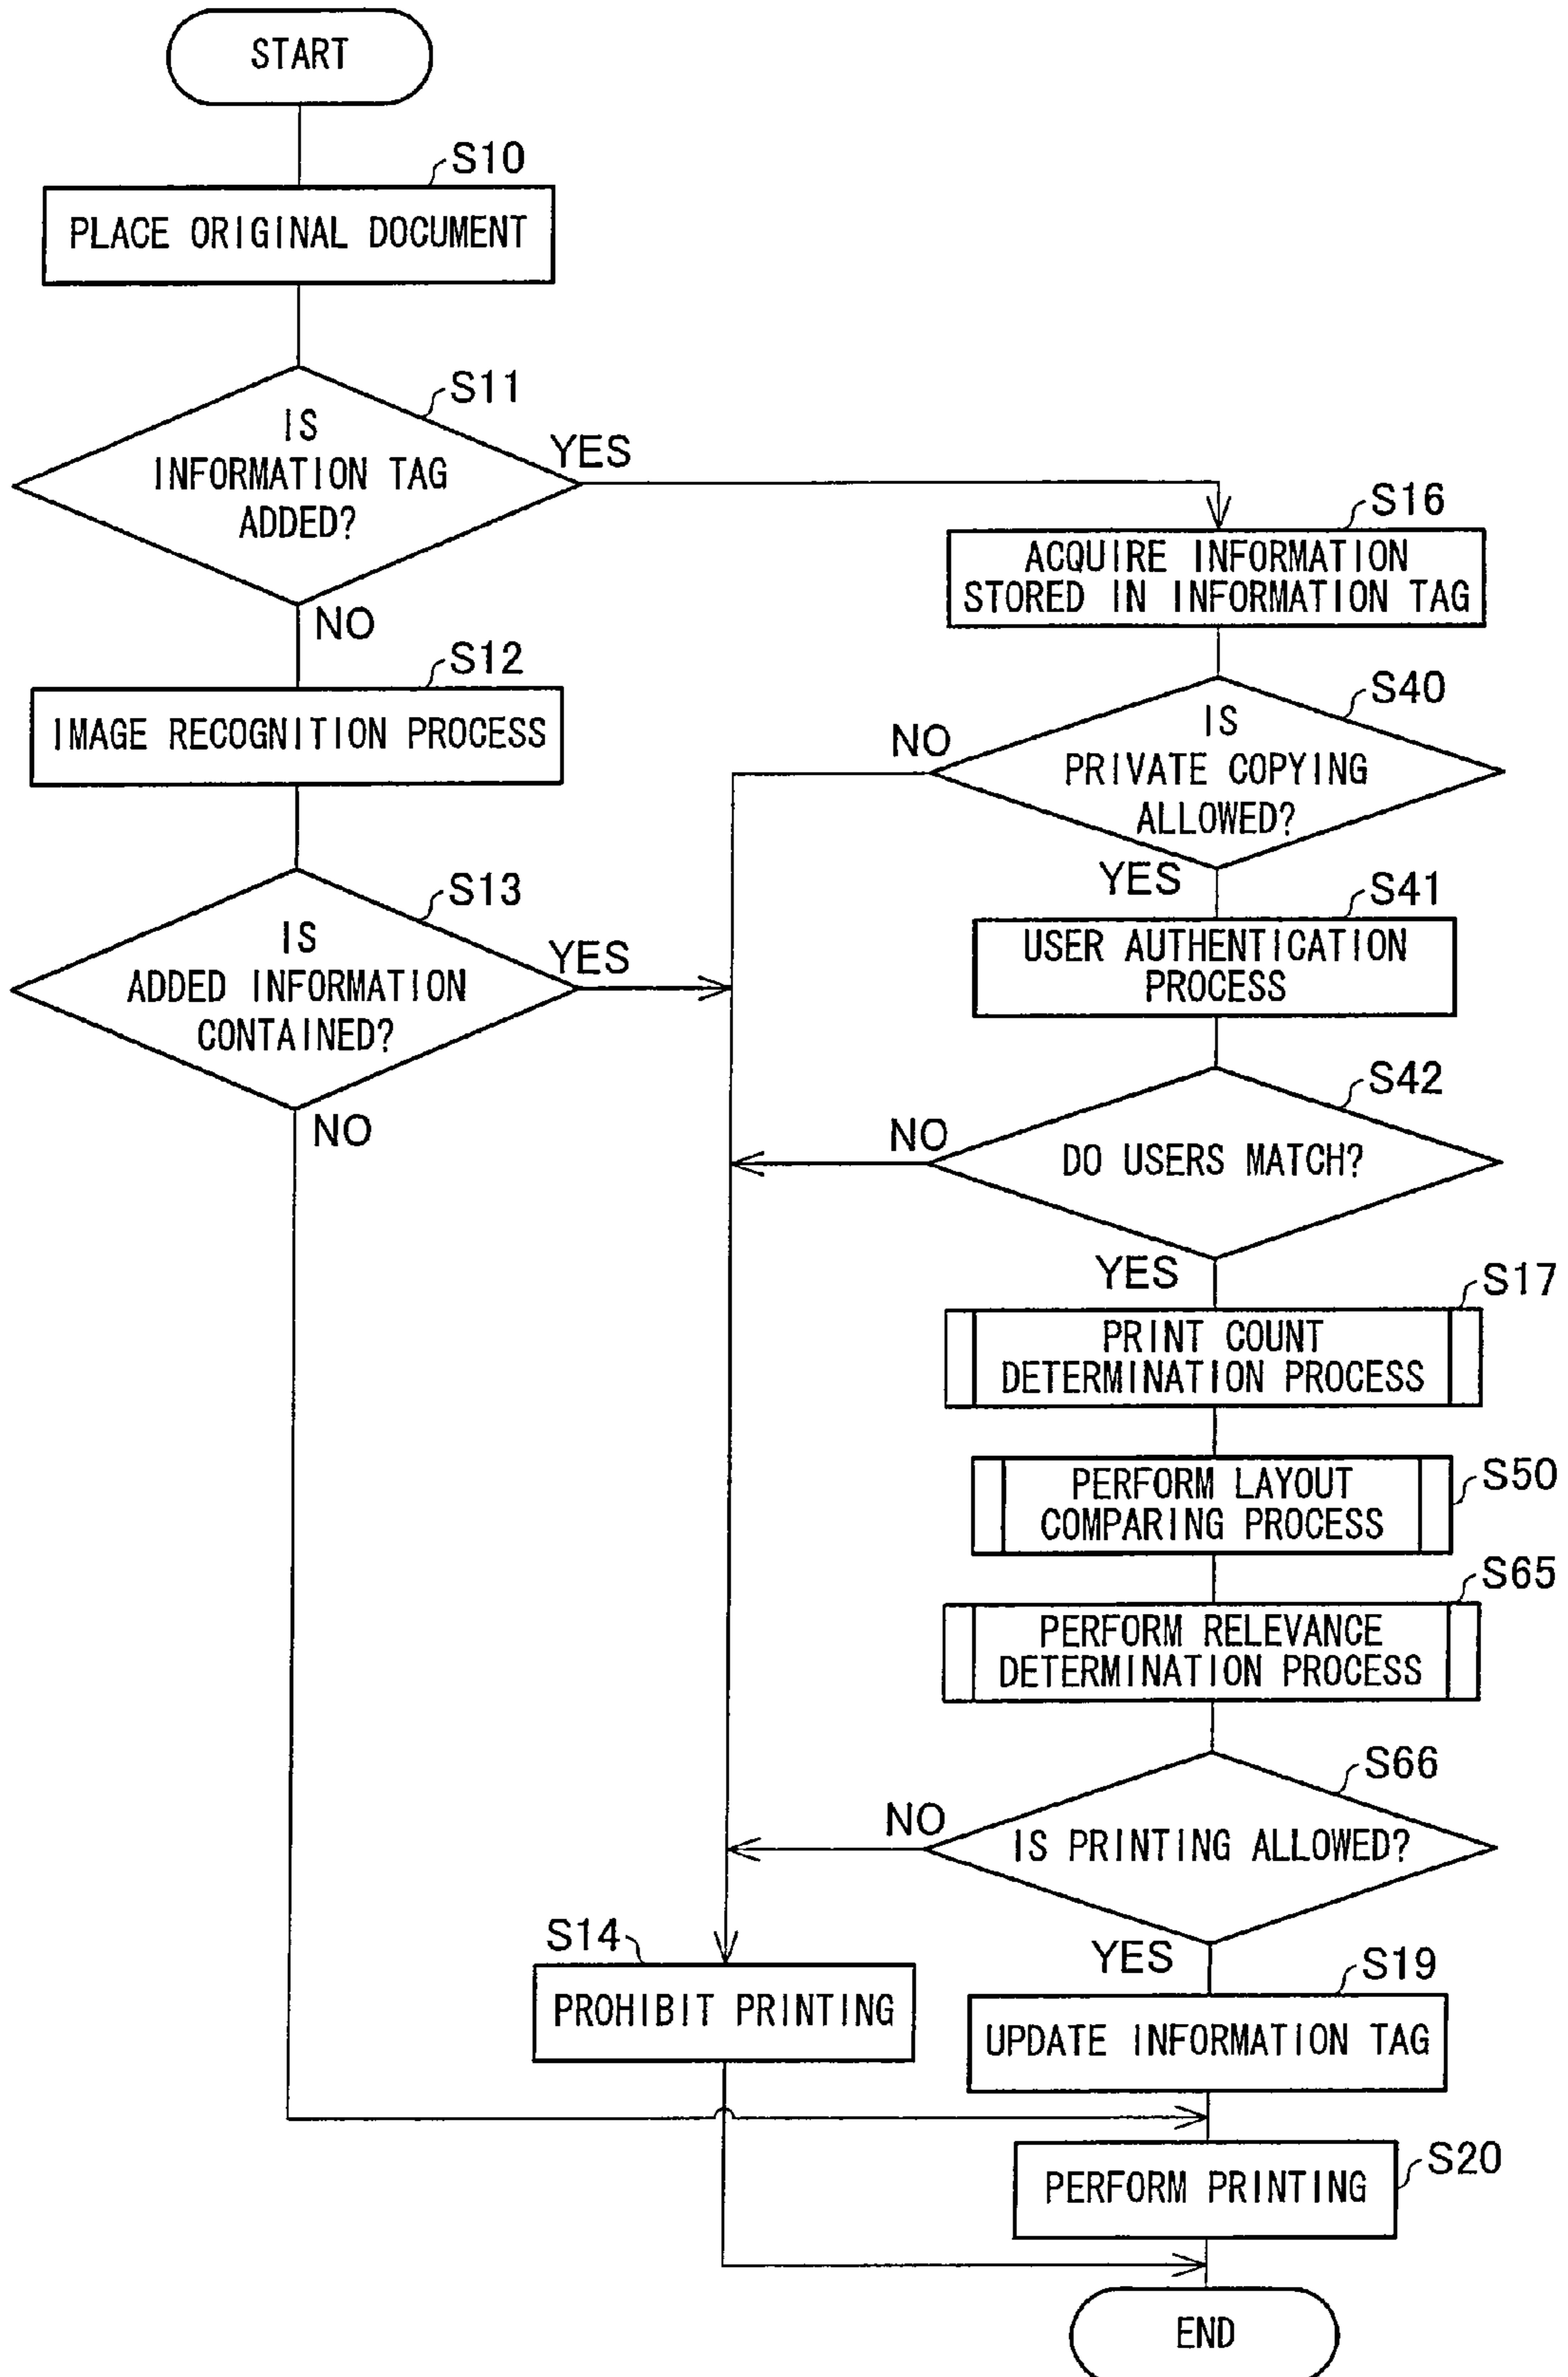 START
S10
PLACE ORIGINAL DOCUMENT
S11
IS
INFORMATION TAG
ADDED?
YES
NO
S12
IMAGE RECOGNITION PROCESS
S13
IS
ADDED INFORMATION
CONTAINED?
YES
NO
S16
ACQUIRE INFORMATION
STORED IN INFORMATION TAG
S40
IS
PRIVATE COPYING
ALLOWED?
NO
YES
S41
USER AUTHENTICATION
PROCESS
S42
DO USERS MATCH?
NO
YES
S17
PRINT COUNT
DETERMINATION PROCESS
S50
PERFORM LAYOUT
COMPARING PROCESS
S65
PERFORM RELEVANCE
DETERMINATION PROCESS
S66
IS PRINTING ALLOWED?
NO
YES
S14
PROHIBIT PRINTING
S19
UPDATE INFORMATION TAG
S20
PERFORM PRINTING
END